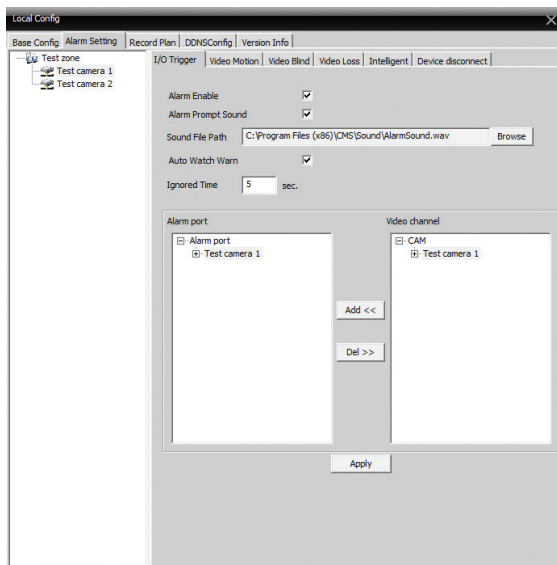 Local Config
Base Config Alarm Setting Record Plan DDNSConfig Version Info
Test zone
Test camera 1
Test camera 2
I/O Trigger Video Motion Video Blind Video Loss Intelligent Device disconnect
Alarm Enable
Alarm Prompt Sound
Sound File Path C:\Program Files (x86)\CMS\Sound\AlarmSound.wav Browse
Auto Watch Warn
Ignored Time 5 sec.
Alarm port
Alarm port
Test camera 1
Add <<
Del >>
Video channel
CAM
Test camera 1
Apply